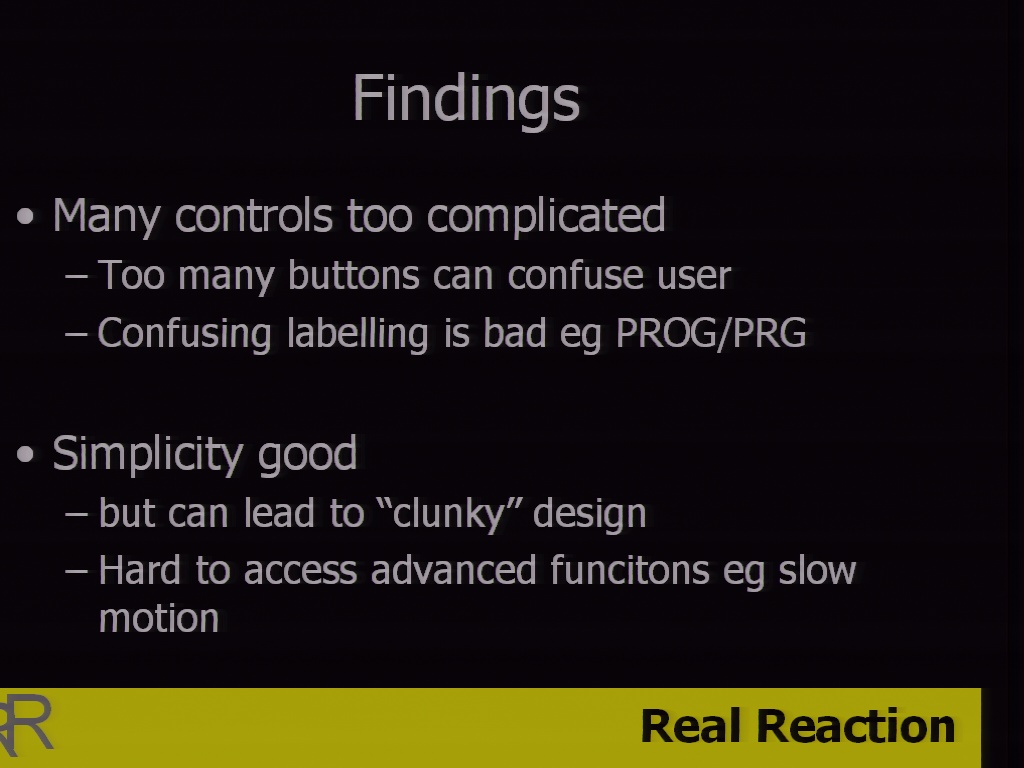 Findings
• Many controls too complicated
– Too many buttons can confuse user
– Confusing labelling is bad eg PROG/PRG
• Simplicity good
– but can lead to “clunky” design
– Hard to access advanced funcitons eg slow
motion
RR
Real Reaction